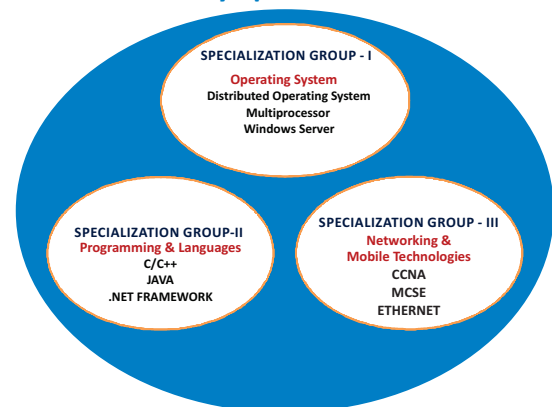 SPECIALIZATION GROUP - I
Operating System
Distributed Operating System
Multiprocessor
Windows Server
SPECIALIZATION GROUP-II
Programming & Languages
C/C++
JAVA
.NET FRAMEWORK
SPECIALIZATION GROUP - III
Networking &
Mobile Technologies
CCNA
MCSE
ETHERNET